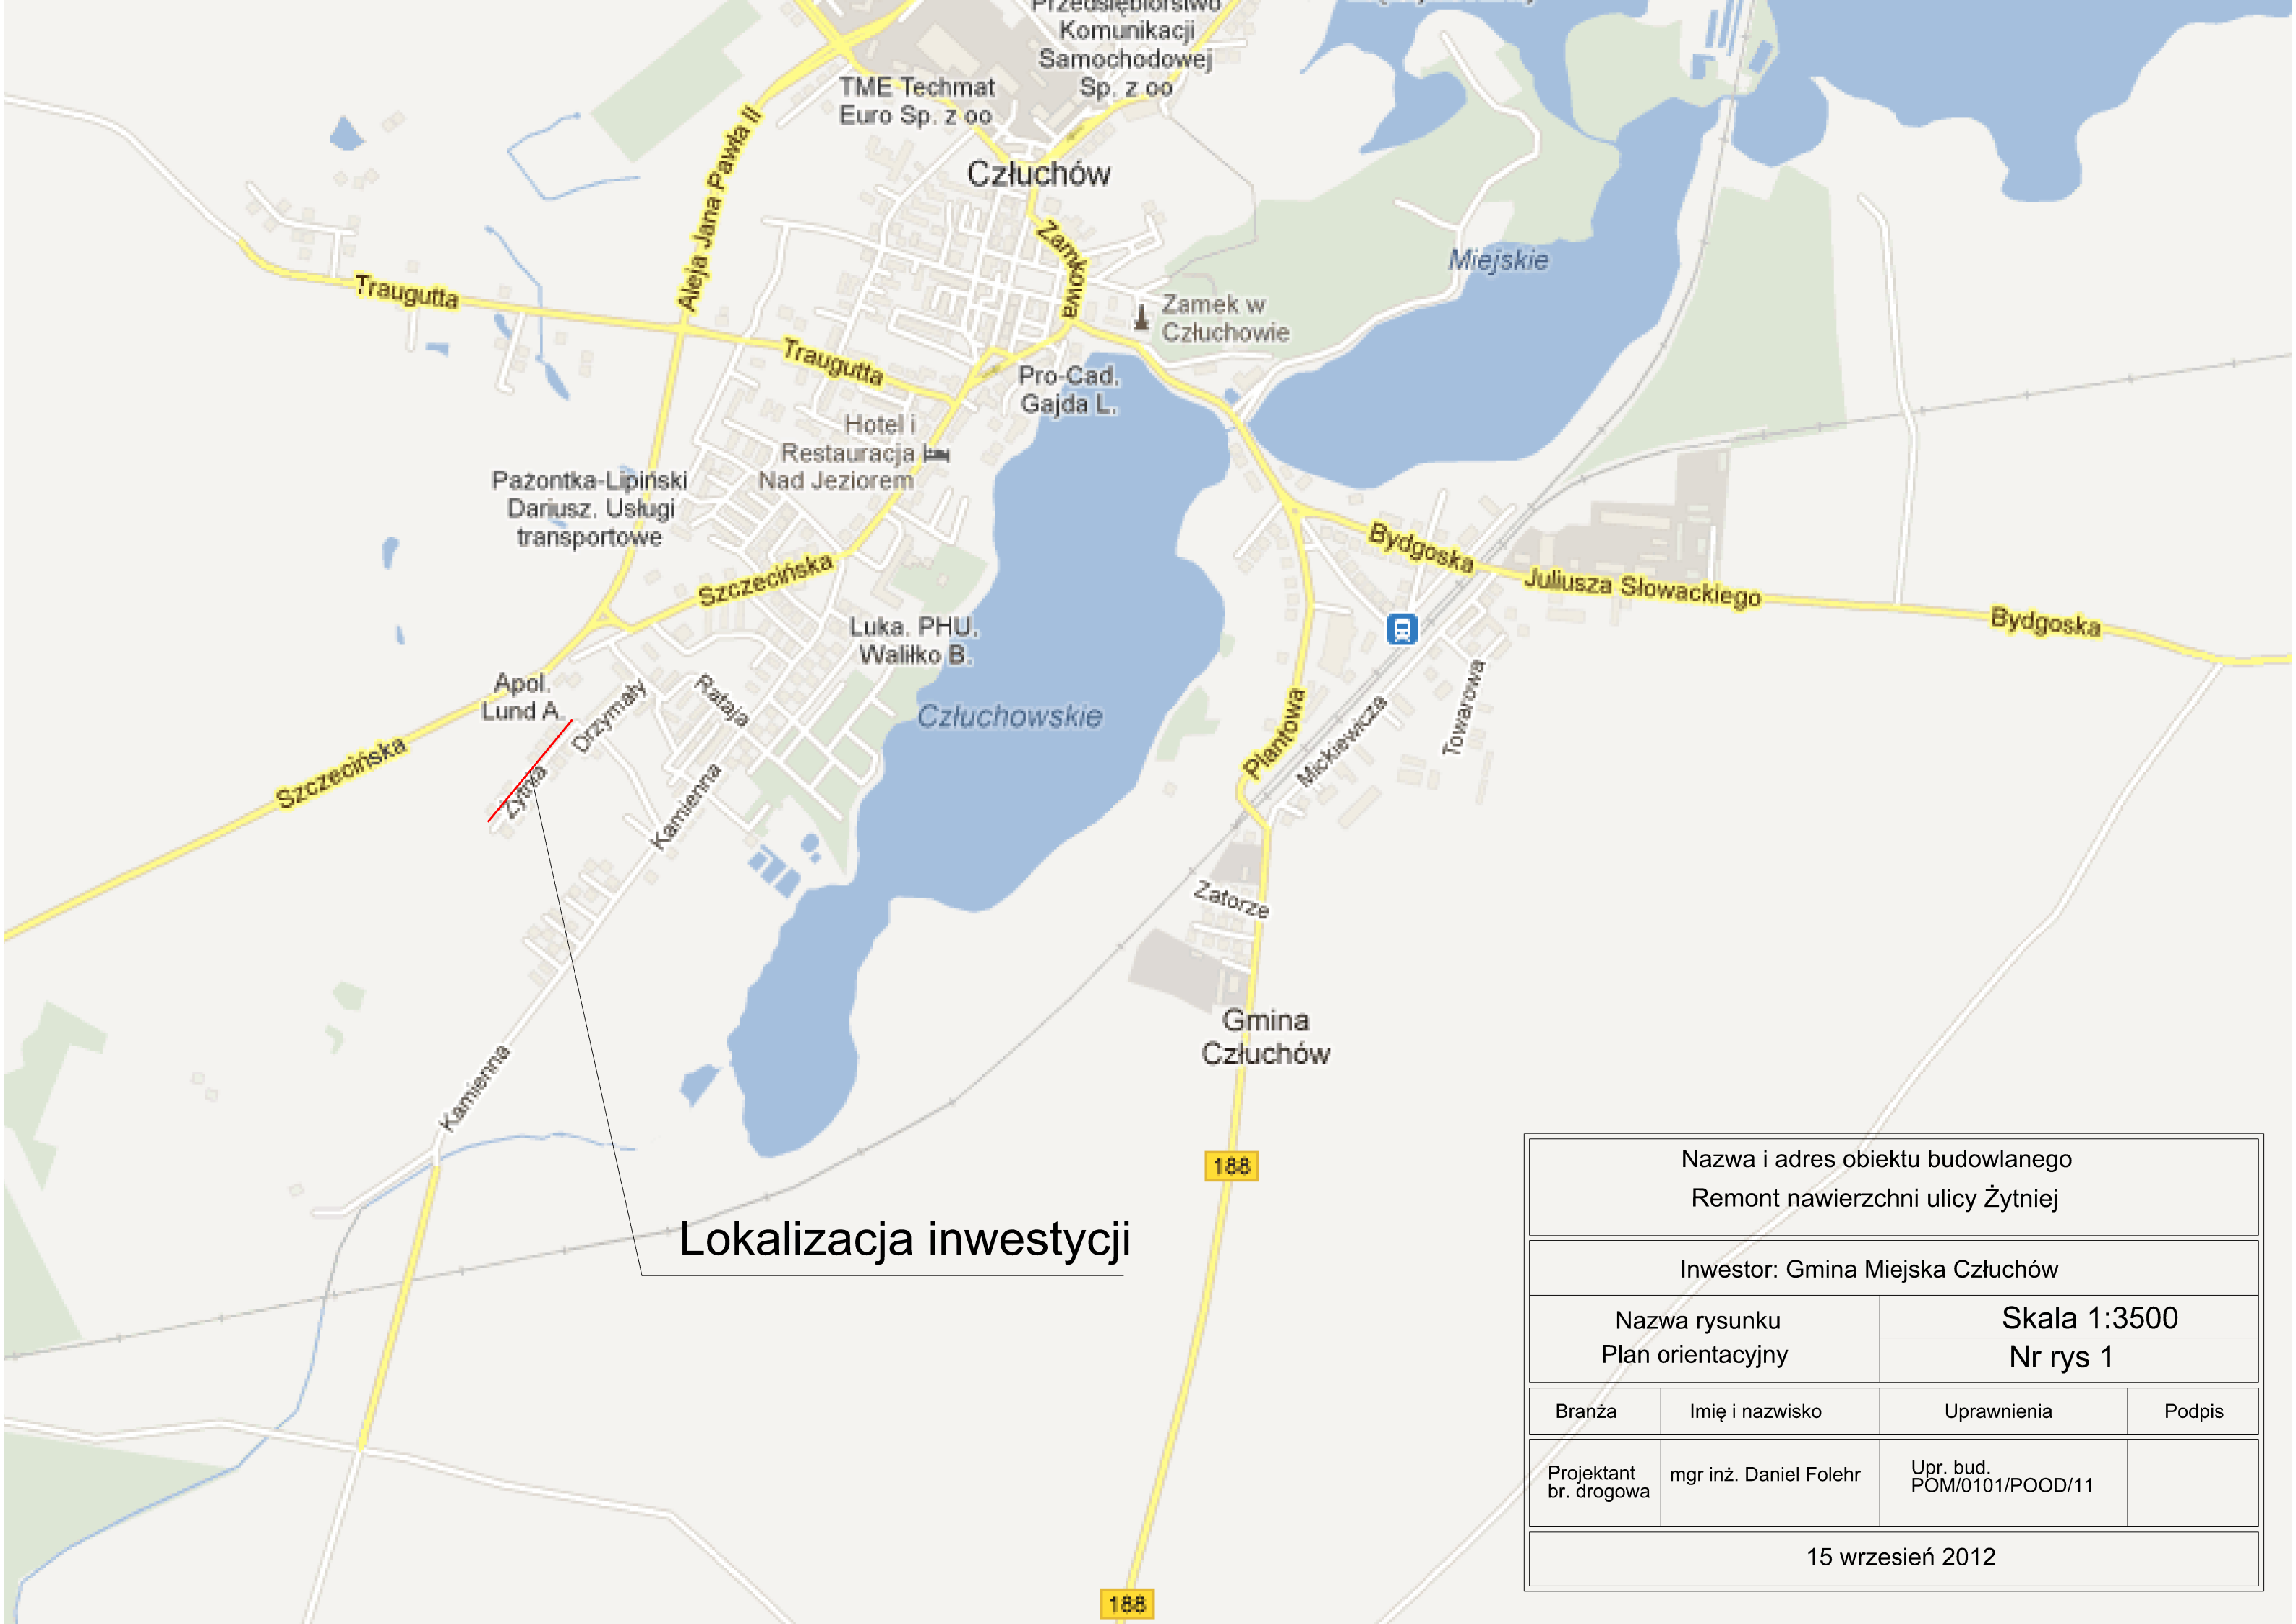 Przedsiębiorstwo
Komunikacji
Samochodowej
Sp. z oo
TME Techmat
Euro Sp. z oo
Człuchów
Aleja Jana Pawła II
Zamkowa
Miejskie
Traugutta
Zamek w
Człuchowie
Traugutta
Pro-Cad.
Gajda L.
Hotel i
Restauracja
Nad Jeziorem
Pażontka-Lipiński
Dariusz. Usługi
transportowe
Szczecińska
Bydgoska
Juliusza Słowackiego
Bydgoska
Luka. PHU.
Waliłko B.
Apol.
Lund A.
Drzymały
Rataja
Człuchowskie
Plantowa
Mickiewicza
Towarowa
Szczecińska
Żytnia
Kamienna
Zatorze
Gmina
Człuchów
Kamienna
188
Lokalizacja inwestycji
188
Nazwa i adres obiektu budowlanego
Remont nawierzchni ulicy Żytniej
Inwestor: Gmina Miejska Człuchów
Nazwa rysunku
Plan orientacyjny
Skala 1:3500
Nr rys 1
Branża
Imię i nazwisko
Uprawnienia
Podpis
Projektant
br. drogowa
mgr inż. Daniel Folehr
Upr. bud.
POM/0101/POOD/11
15 wrzesień 2012